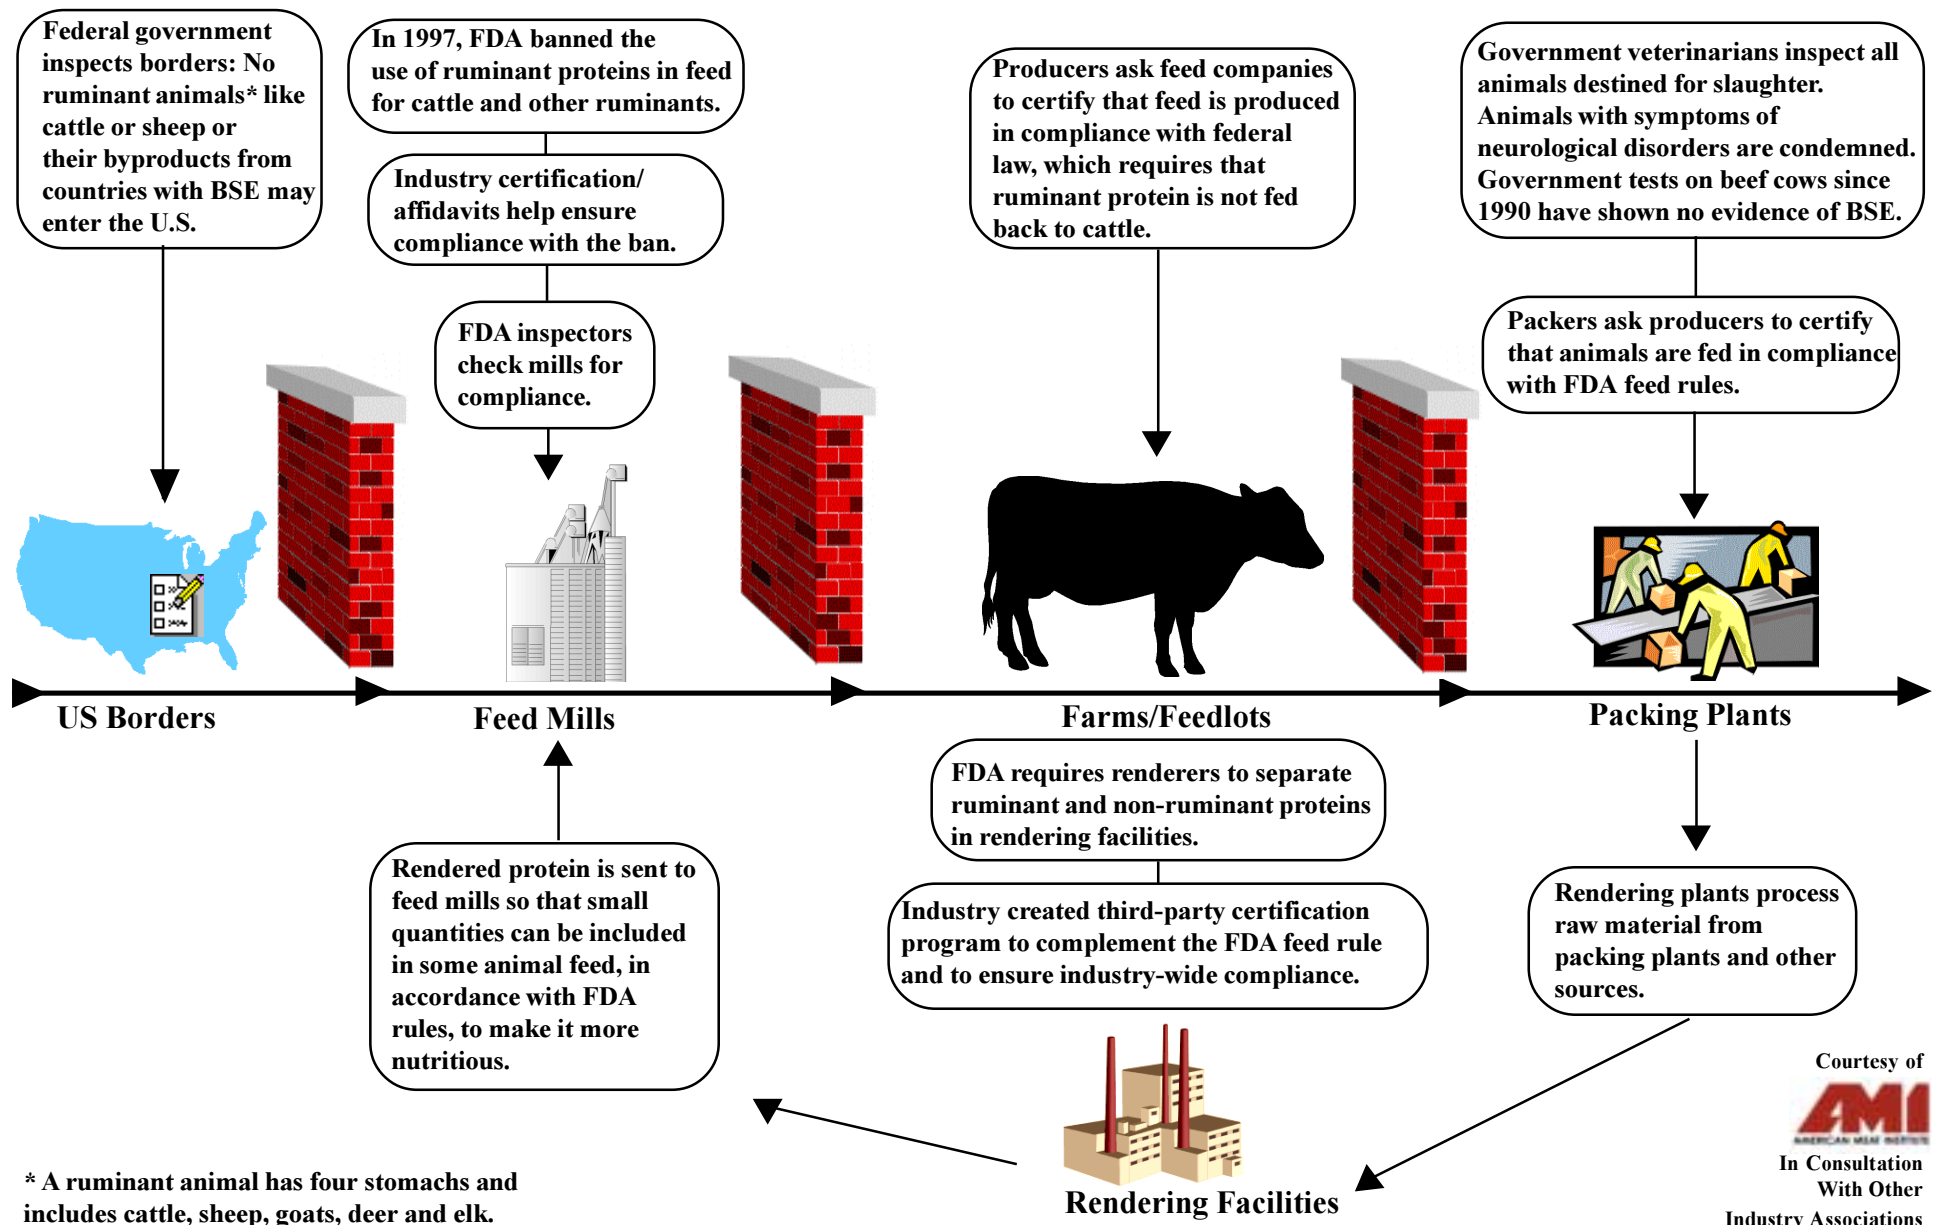 Federal government
inspects borders: No
ruminant animals* like
cattle or sheep or
their byproducts from
countries with BSE may
enter the U.S.
In 1997, FDA banned the
use of ruminant proteins in feed
for cattle and other ruminants.
Industry certification/
affidavits help ensure
compliance with the ban.
FDA inspectors
check mills for
compliance.
Producers ask feed companies
to certify that feed is produced
in compliance with federal
law, which requires that
ruminant protein is not fed
back to cattle.
Government veterinarians inspect all
animals destined for slaughter.
Animals with symptoms of
neurological disorders are condemned.
Government tests on beef cows since
1990 have shown no evidence of BSE.
Packers ask producers to certify
that animals are fed in compliance
with FDA feed rules.
US Borders
Feed Mills
Farms/Feedlots
Packing Plants
Rendered protein is sent to
feed mills so that small
quantities can be included
in some animal feed, in
accordance with FDA
rules, to make it more
nutritious.
FDA requires renderers to separate
ruminant and non-ruminant proteins
in rendering facilities.
Industry created third-party certification
program to complement the FDA feed rule
and to ensure industry-wide compliance.
Rendering plants process
raw material from
packing plants and other
sources.
Rendering Facilities
* A ruminant animal has four stomachs and
includes cattle, sheep, goats, deer and elk.
Courtesy of
AMI
AMERICAN MEAT INSTITUTE
In Consultation
With Other
Industry Associations